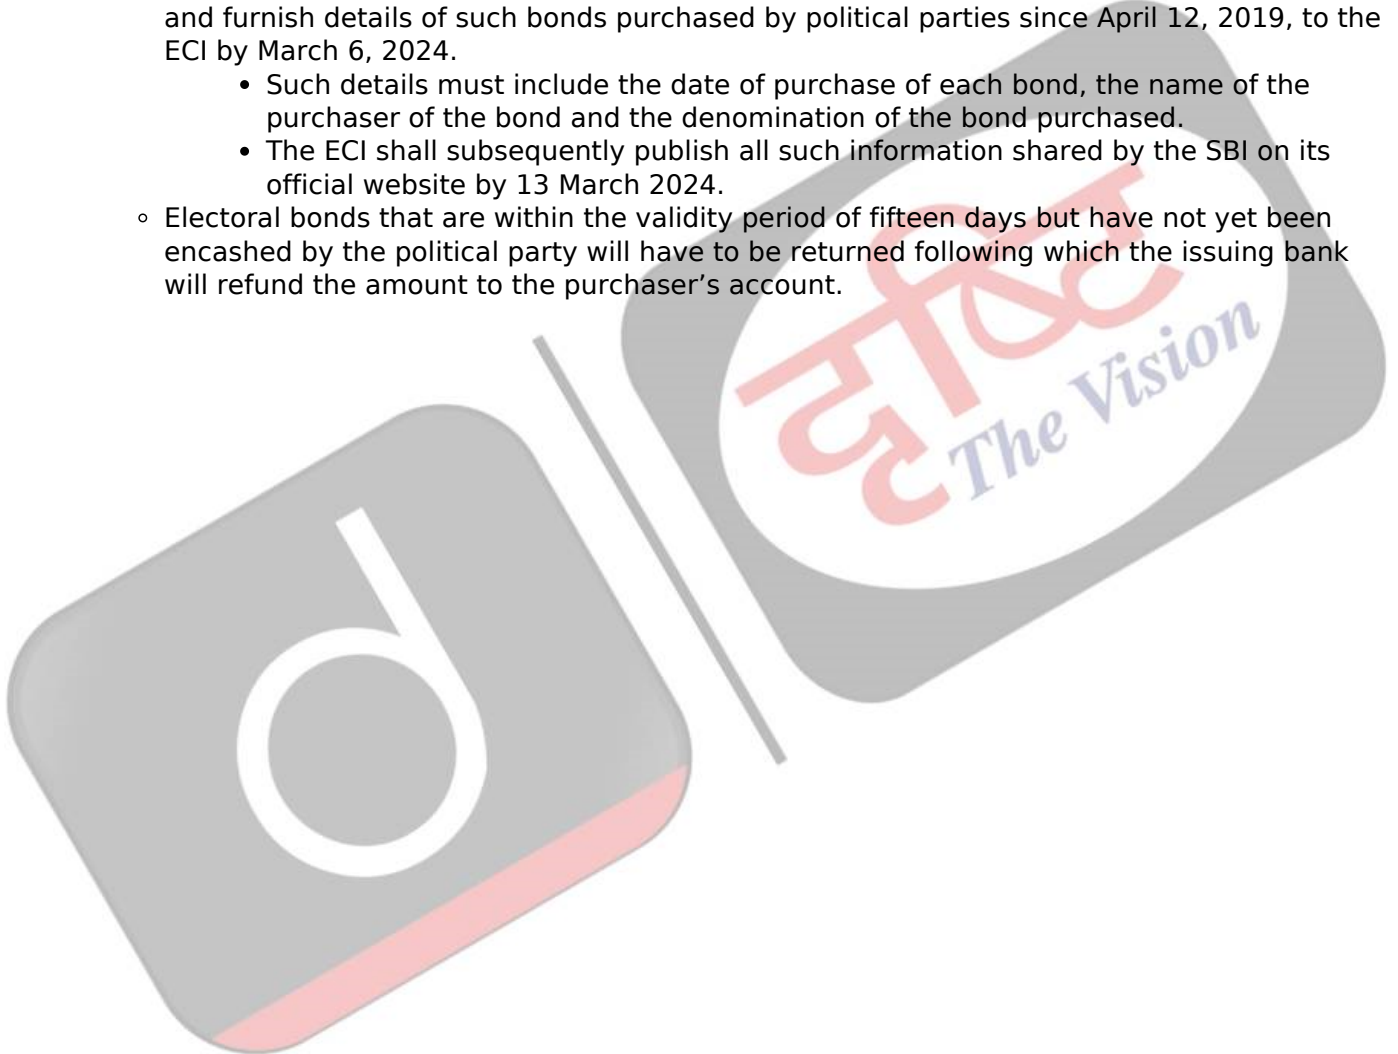 and furnish details of such bonds purchased by political parties since April 12, 2019, to the
ECI by March 6, 2024.
• Such details must include the date of purchase of each bond, the name of the
purchaser of the bond and the denomination of the bond purchased.
• The ECI shall subsequently publish all such information shared by the SBI on its
official website by 13 March 2024.
◦ Electoral bonds that are within the validity period of fifteen days but have not yet been
encashed by the political party will have to be returned following which the issuing bank
will refund the amount to the purchaser’s account.
दृष्टि
The Vision
d